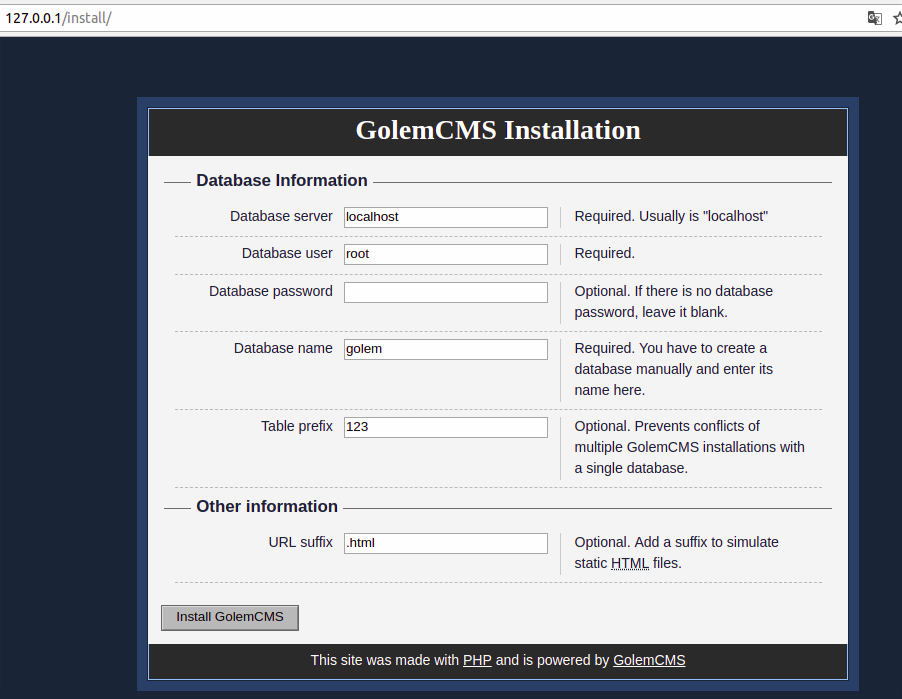 127.0.0.1/install/
GolemCMS Installation
Database Information
Database server localhost Required. Usually is "localhost"
Database user root Required.
Database password Optional. If there is no database
password, leave it blank.
Database name golem Required. You have to create a
database manually and enter its
name here.
Table prefix 123 Optional. Prevents conflicts of
multiple GolemCMS installations with
a single database.
Other information
URL suffix .html Optional. Add a suffix to simulate
static HTML files.
Install GolemCMS
This site was made with PHP and is powered by GolemCMS